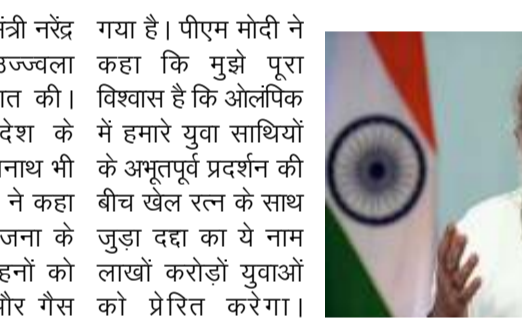 नरेंद्र
उज्ज्वला
की।
देश के
भी
ने कहा
के
को
गैस
गया है। पीएम मोदी ने
कहा कि मुझे पूरा
विश्वास है कि ओलंपिक
में हमारे युवा साथियों
के अभूतपूर्व प्रदर्शन की
बीच खेल रत्न के साथ
जुड़ा दद्दा का ये नाम
लाखों करोड़ों युवाओं
को प्रेरित करेगा।